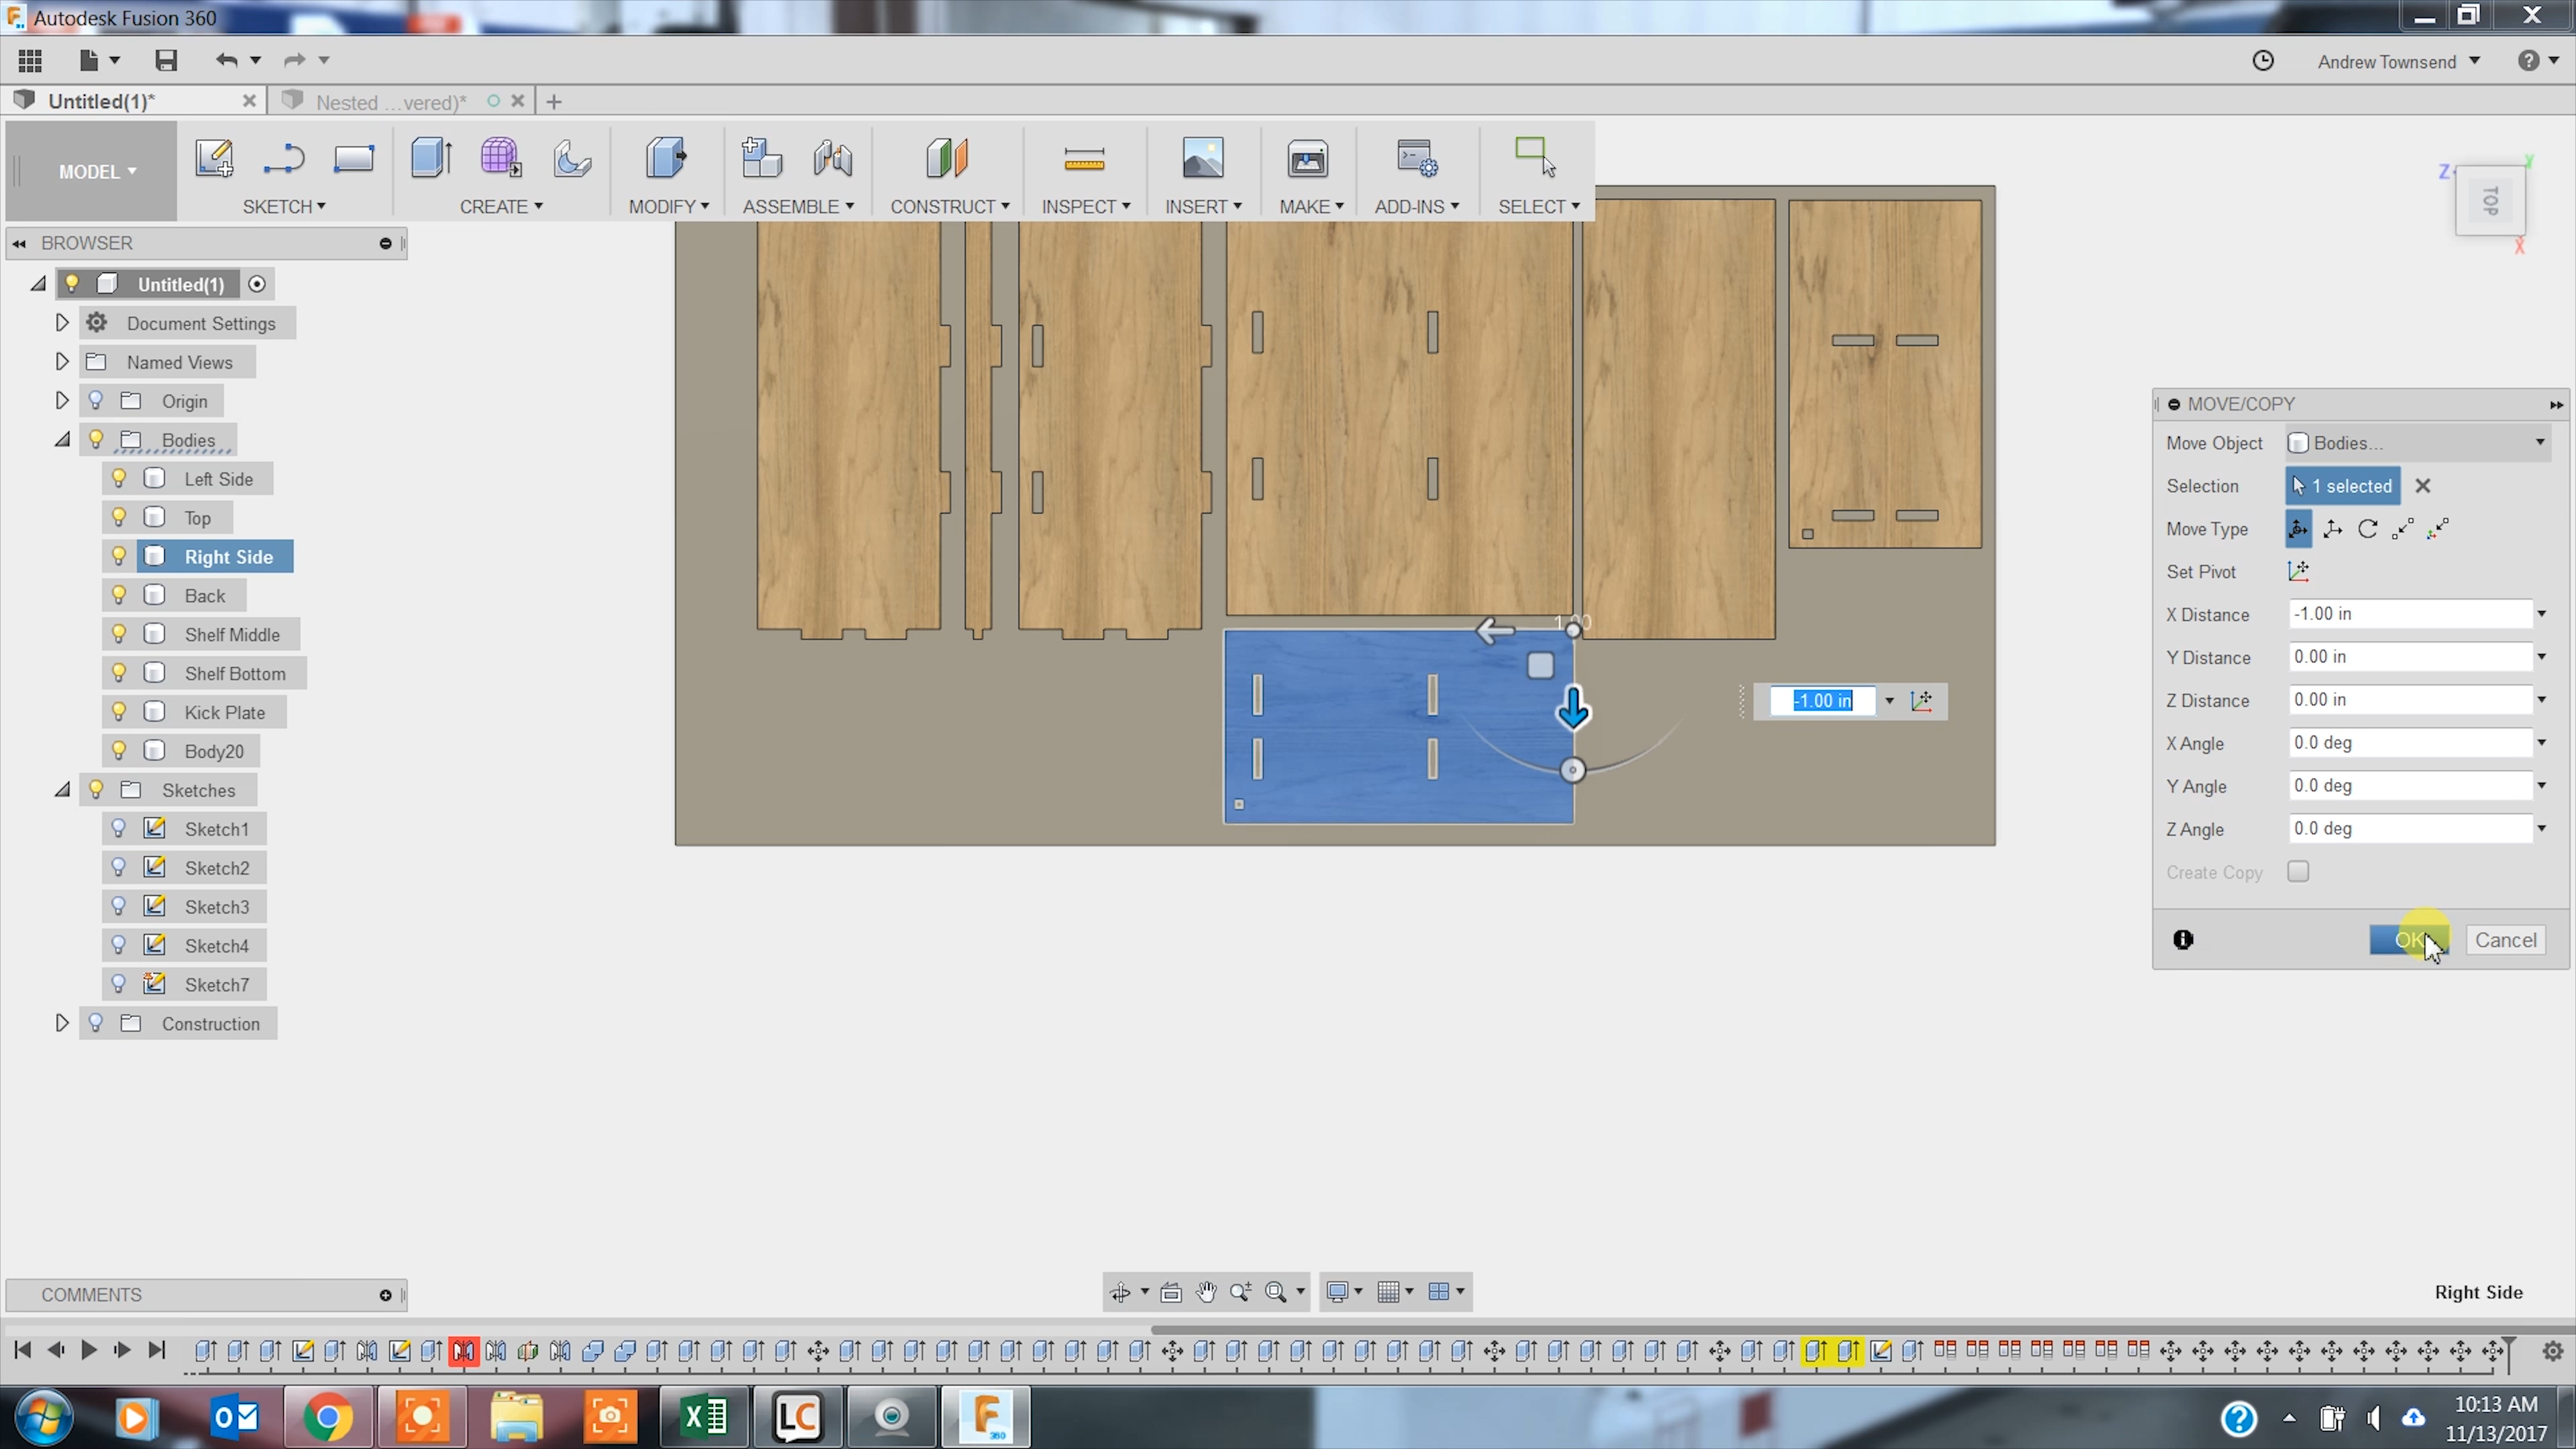 Autodesk Fusion 360
Andrew Townsend
Untitled(1)*
Nested ...vered)*
MODEL
SKETCH
CREATE
MODIFY
ASSEMBLE
CONSTRUCT
INSPECT
INSERT
MAKE
ADD-INS
SELECT
Z
Y
TOP
X
BROWSER
Untitled(1)
Document Settings
Named Views
Origin
Bodies
Left Side
Top
Right Side
Back
Shelf Middle
Shelf Bottom
Kick Plate
Body20
Sketches
Sketch1
Sketch2
Sketch3
Sketch4
Sketch7
Construction
-1.00 in
MOVE/COPY
Move Object Bodies...
Selection 1 selected
Move Type
Set Pivot
X Distance -1.00 in
Y Distance 0.00 in
Z Distance 0.00 in
X Angle 0.0 deg
Y Angle 0.0 deg
Z Angle 0.0 deg
Create Copy
OK Cancel
COMMENTS
Right Side
LC
360
10:13 AM
11/13/2017